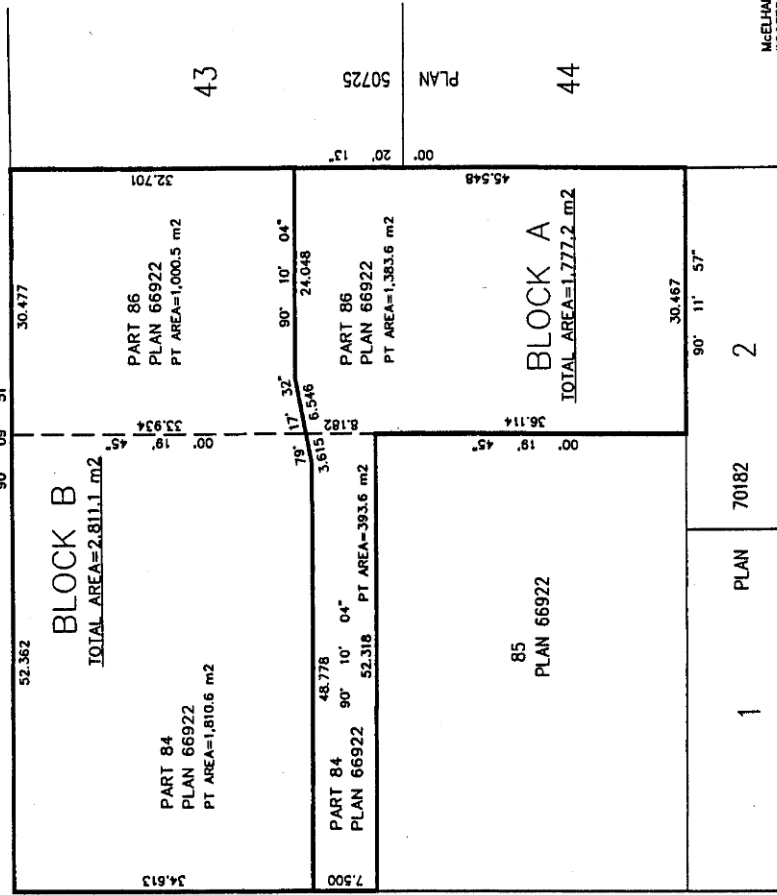 52.362
30.477
BLOCK B
TOTAL AREA=2,811.1 m2
PART 84
PLAN 66922
PT AREA=1,810.6 m2
34.613
00° 19' 45"
33.934
PART 86
PLAN 66922
PT AREA=1,000.5 m2
32.701
43
PLAN 50725
44
00° 20' 13"
79° 17' 32"
3.615
6.546
90° 10' 04"
24.048
48.778
90° 10' 04"
52.318
PART 84
PLAN 66922
PT AREA=393.6 m2
7.500
8.182
PART 86
PLAN 66922
PT AREA=1,383.6 m2
BLOCK A
TOTAL AREA=1,777.2 m2
45.548
36.114
00° 19' 45"
85
PLAN 66922
30.467
90° 11' 57"
1
PLAN 70182
2